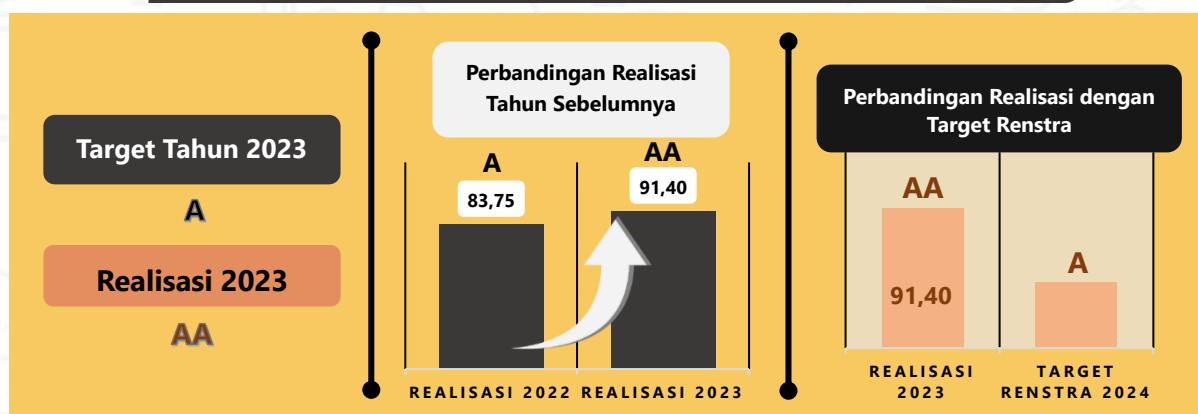 Target Tahun 2023
A
Realisasi 2023
AA
Perbandingan Realisasi
Tahun Sebelumnya
A
83,75
AA
91,40
REALISASI 2022
REALISASI 2023
Perbandingan Realisasi dengan
Target Renstra
AA
91,40
A
REALISASI
2023
TARGET
RENSTRA 2024